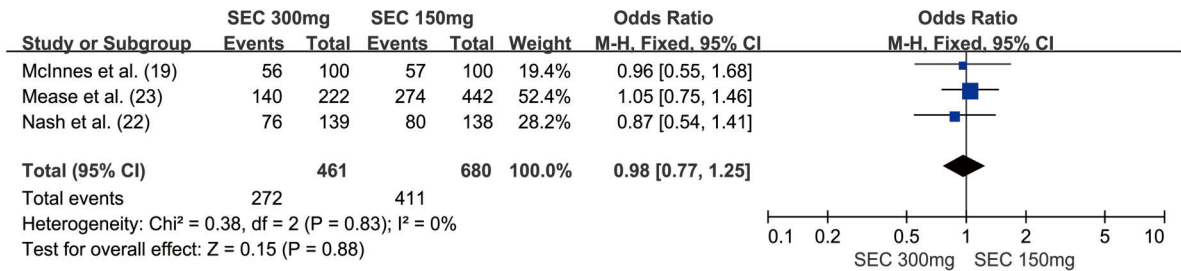 SEC 300mg SEC 150mg Odds Ratio Odds Ratio
Study or Subgroup Events Total Events Total Weight M-H, Fixed, 95% CI M-H, Fixed, 95% CI
McInnes et al. (19) 56 100 57 100 19.4% 0.96 [0.55, 1.68]
Mease et al. (23) 140 222 274 442 52.4% 1.05 [0.75, 1.46]
Nash et al. (22) 76 139 80 138 28.2% 0.87 [0.54, 1.41]
Total (95% CI) 461 680 100.0% 0.98 [0.77, 1.25]
Total events 272 411
Heterogeneity: Chi² = 0.38, df = 2 (P = 0.83); I² = 0%
Test for overall effect: Z = 0.15 (P = 0.88)
0.1 0.2 0.5 1 2 5 10
SEC 300mg SEC 150mg